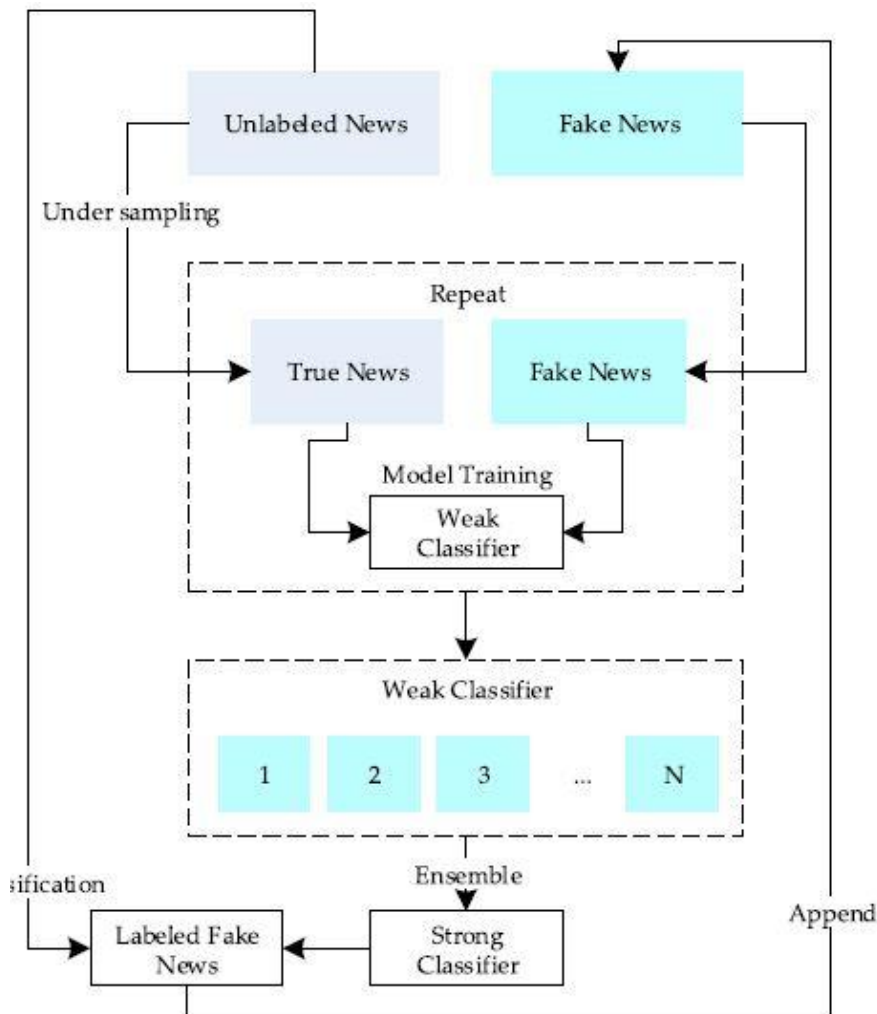 Unlabeled News
Fake News
Under sampling
Repeat
True News
Fake News
Model Training
Weak
Classifier
Weak Classifier
1
2
3
...
N
Ensemble
sification
Labeled Fake
News
Strong
Classifier
Append